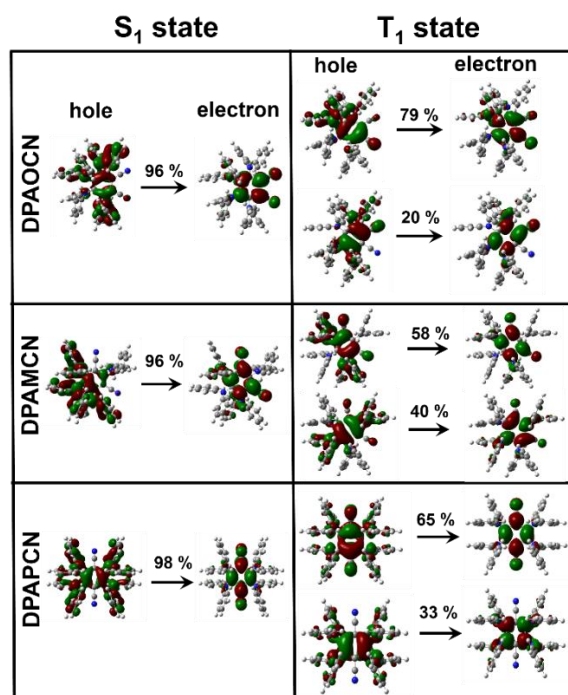 S₁ state
T₁ state
hole
electron
hole
electron
DPAOCN
96 %
79 %
20 %
DPAMCN
96 %
58 %
40 %
DPAPCN
98 %
65 %
33 %